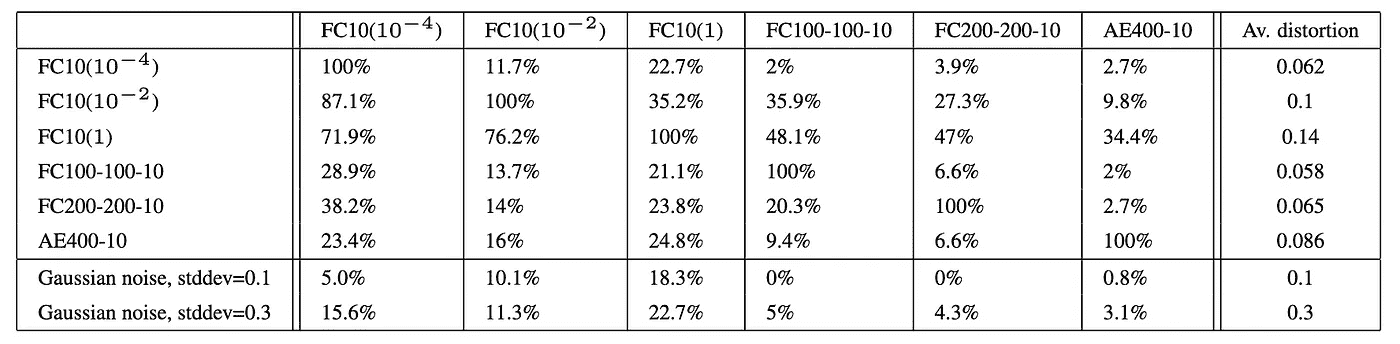 FC10(10⁻⁴) FC10(10⁻²) FC10(1) FC100-100-10 FC200-200-10 AE400-10 Av. distortion
FC10(10⁻⁴) 100% 11.7% 22.7% 2% 3.9% 2.7% 0.062
FC10(10⁻²) 87.1% 100% 35.2% 35.9% 27.3% 9.8% 0.1
FC10(1) 71.9% 76.2% 100% 48.1% 47% 34.4% 0.14
FC100-100-10 28.9% 13.7% 21.1% 100% 6.6% 2% 0.058
FC200-200-10 38.2% 14% 23.8% 20.3% 100% 2.7% 0.065
AE400-10 23.4% 16% 24.8% 9.4% 6.6% 100% 0.086
Gaussian noise, stddev=0.1 5.0% 10.1% 18.3% 0% 0% 0.8% 0.1
Gaussian noise, stddev=0.3 15.6% 11.3% 22.7% 5% 4.3% 3.1% 0.3